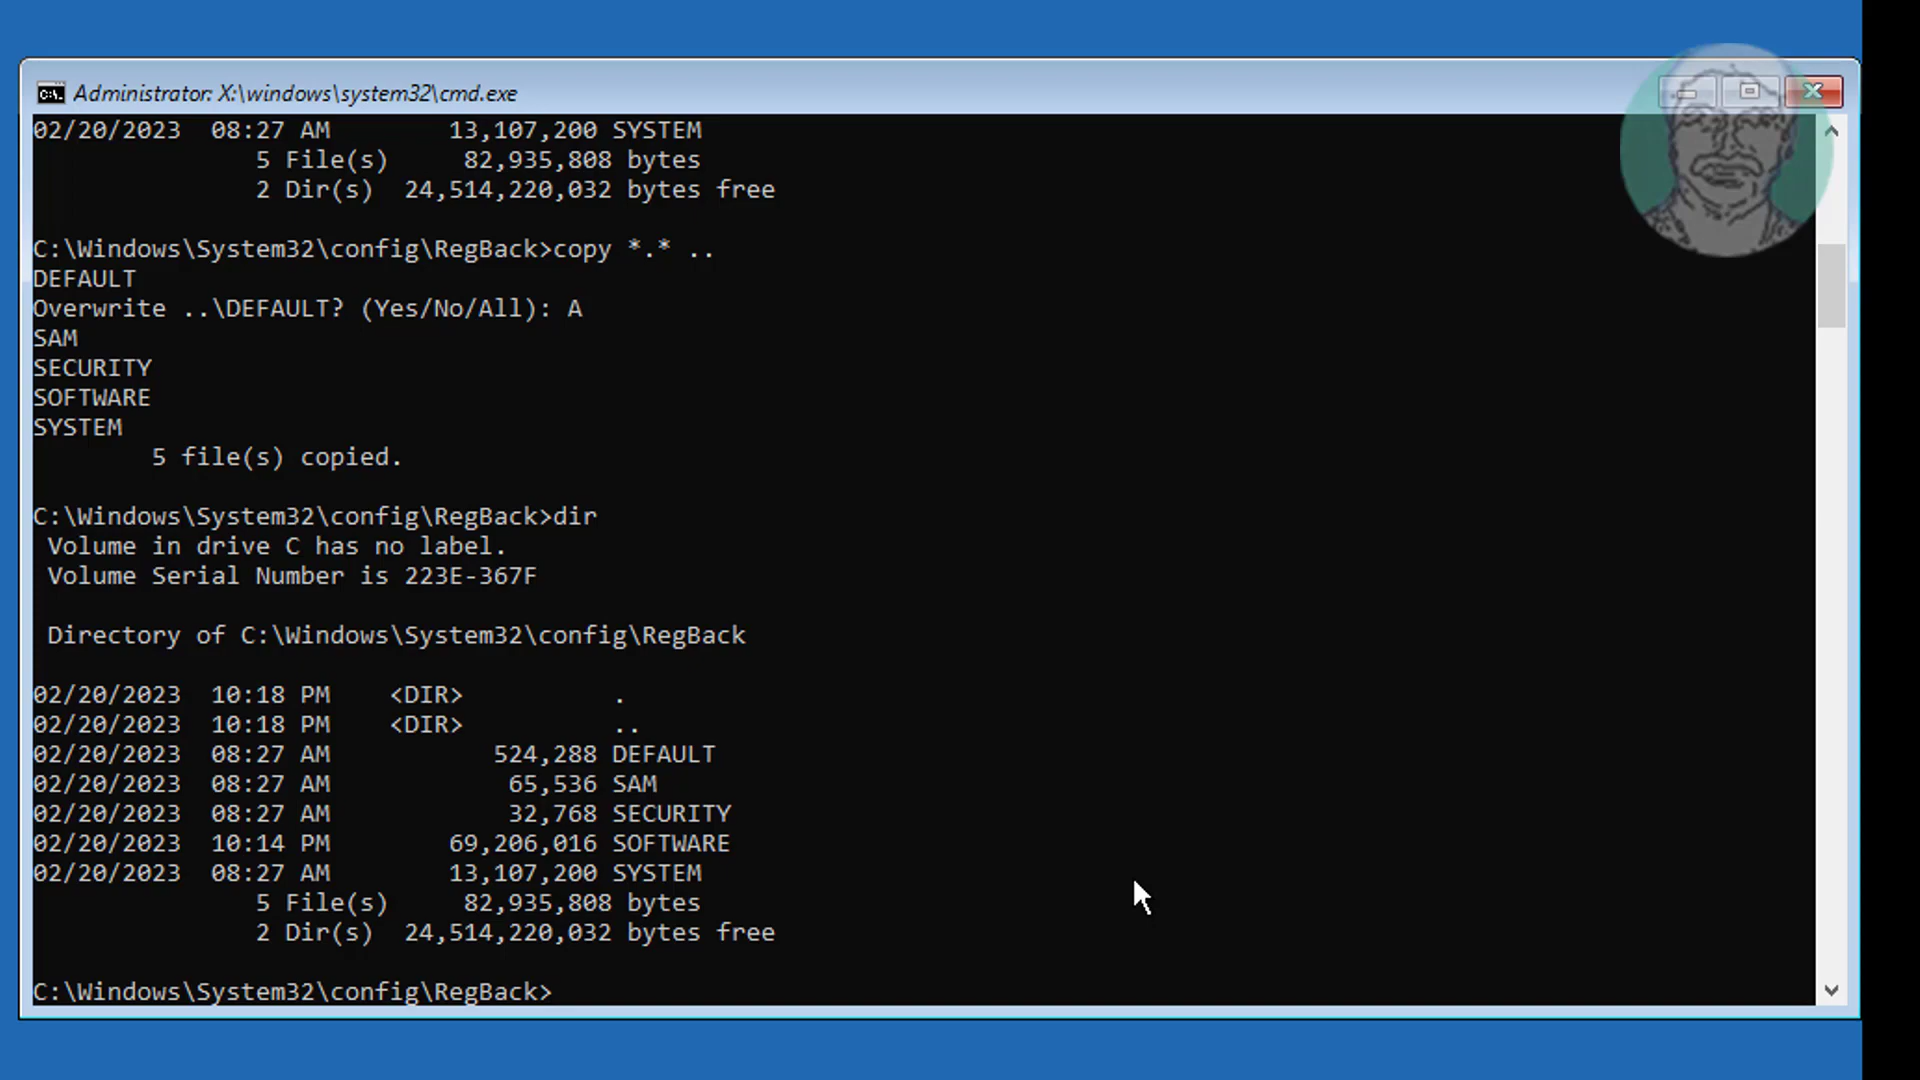 Administrator: X:\windows\system32\cmd.exe
02/20/2023  08:27 AM        13,107,200 SYSTEM
               5 File(s)     82,935,808 bytes
               2 Dir(s)  24,514,220,032 bytes free

C:\Windows\System32\config\RegBack>copy *.* ..
DEFAULT
Overwrite ..\DEFAULT? (Yes/No/All): A
SAM
SECURITY
SOFTWARE
SYSTEM
        5 file(s) copied.

C:\Windows\System32\config\RegBack>dir
 Volume in drive C has no label.
 Volume Serial Number is 223E-367F

 Directory of C:\Windows\System32\config\RegBack

02/20/2023  10:18 PM    <DIR>          .
02/20/2023  10:18 PM    <DIR>          ..
02/20/2023  08:27 AM           524,288 DEFAULT
02/20/2023  08:27 AM            65,536 SAM
02/20/2023  08:27 AM            32,768 SECURITY
02/20/2023  10:14 PM        69,206,016 SOFTWARE
02/20/2023  08:27 AM        13,107,200 SYSTEM
               5 File(s)     82,935,808 bytes
               2 Dir(s)  24,514,220,032 bytes free

C:\Windows\System32\config\RegBack>